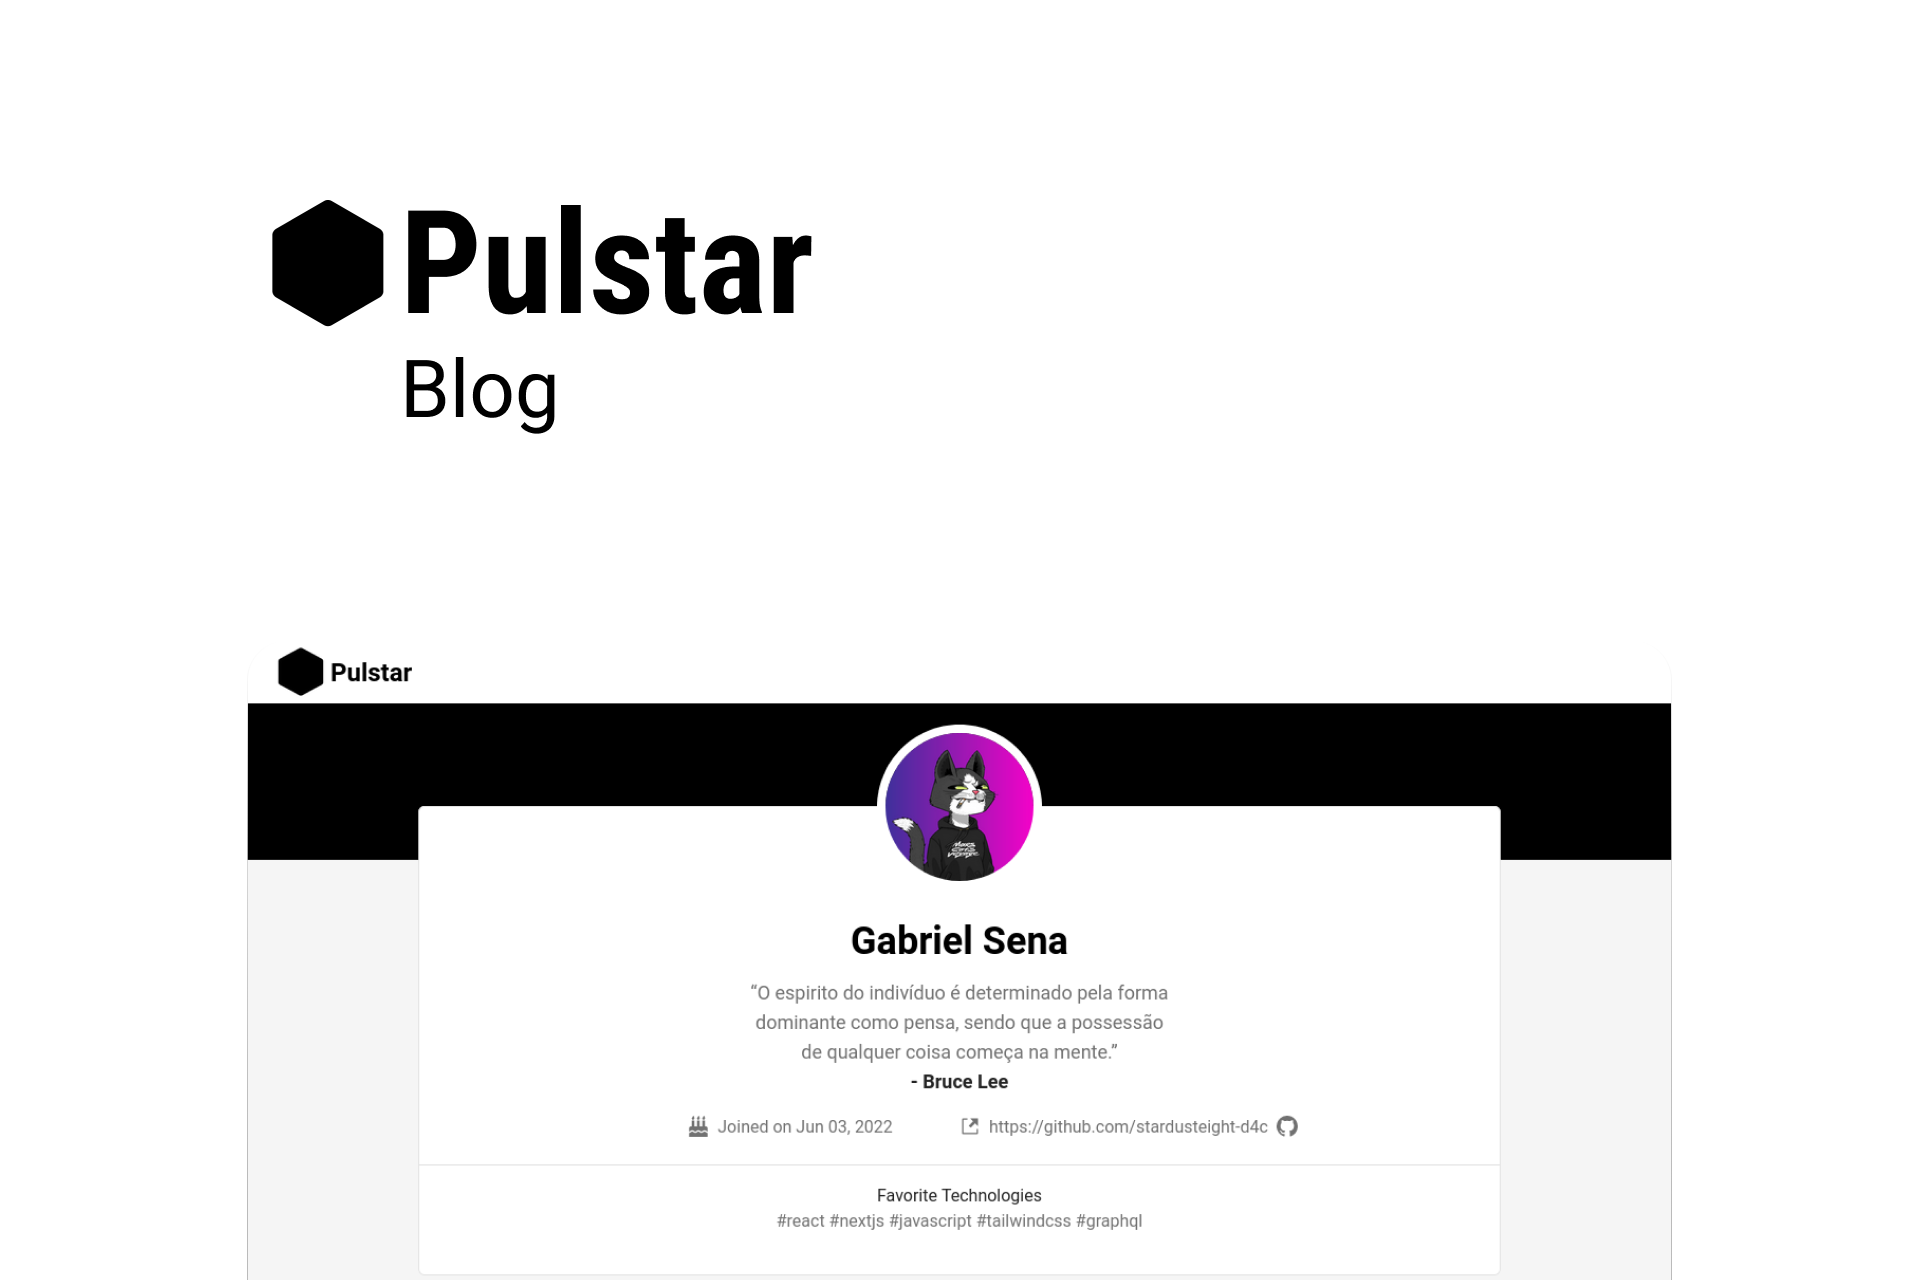 Pulstar
Blog
Pulstar
Gabriel Sena
“O espirito do indivíduo é determinado pela forma
dominante como pensa, sendo que a possessão
de qualquer coisa começa na mente.”
- Bruce Lee
Joined on Jun 03, 2022 https://github.com/stardusteight-d4c
Favorite Technologies
#react #nextjs #javascript #tailwindcss #graphql